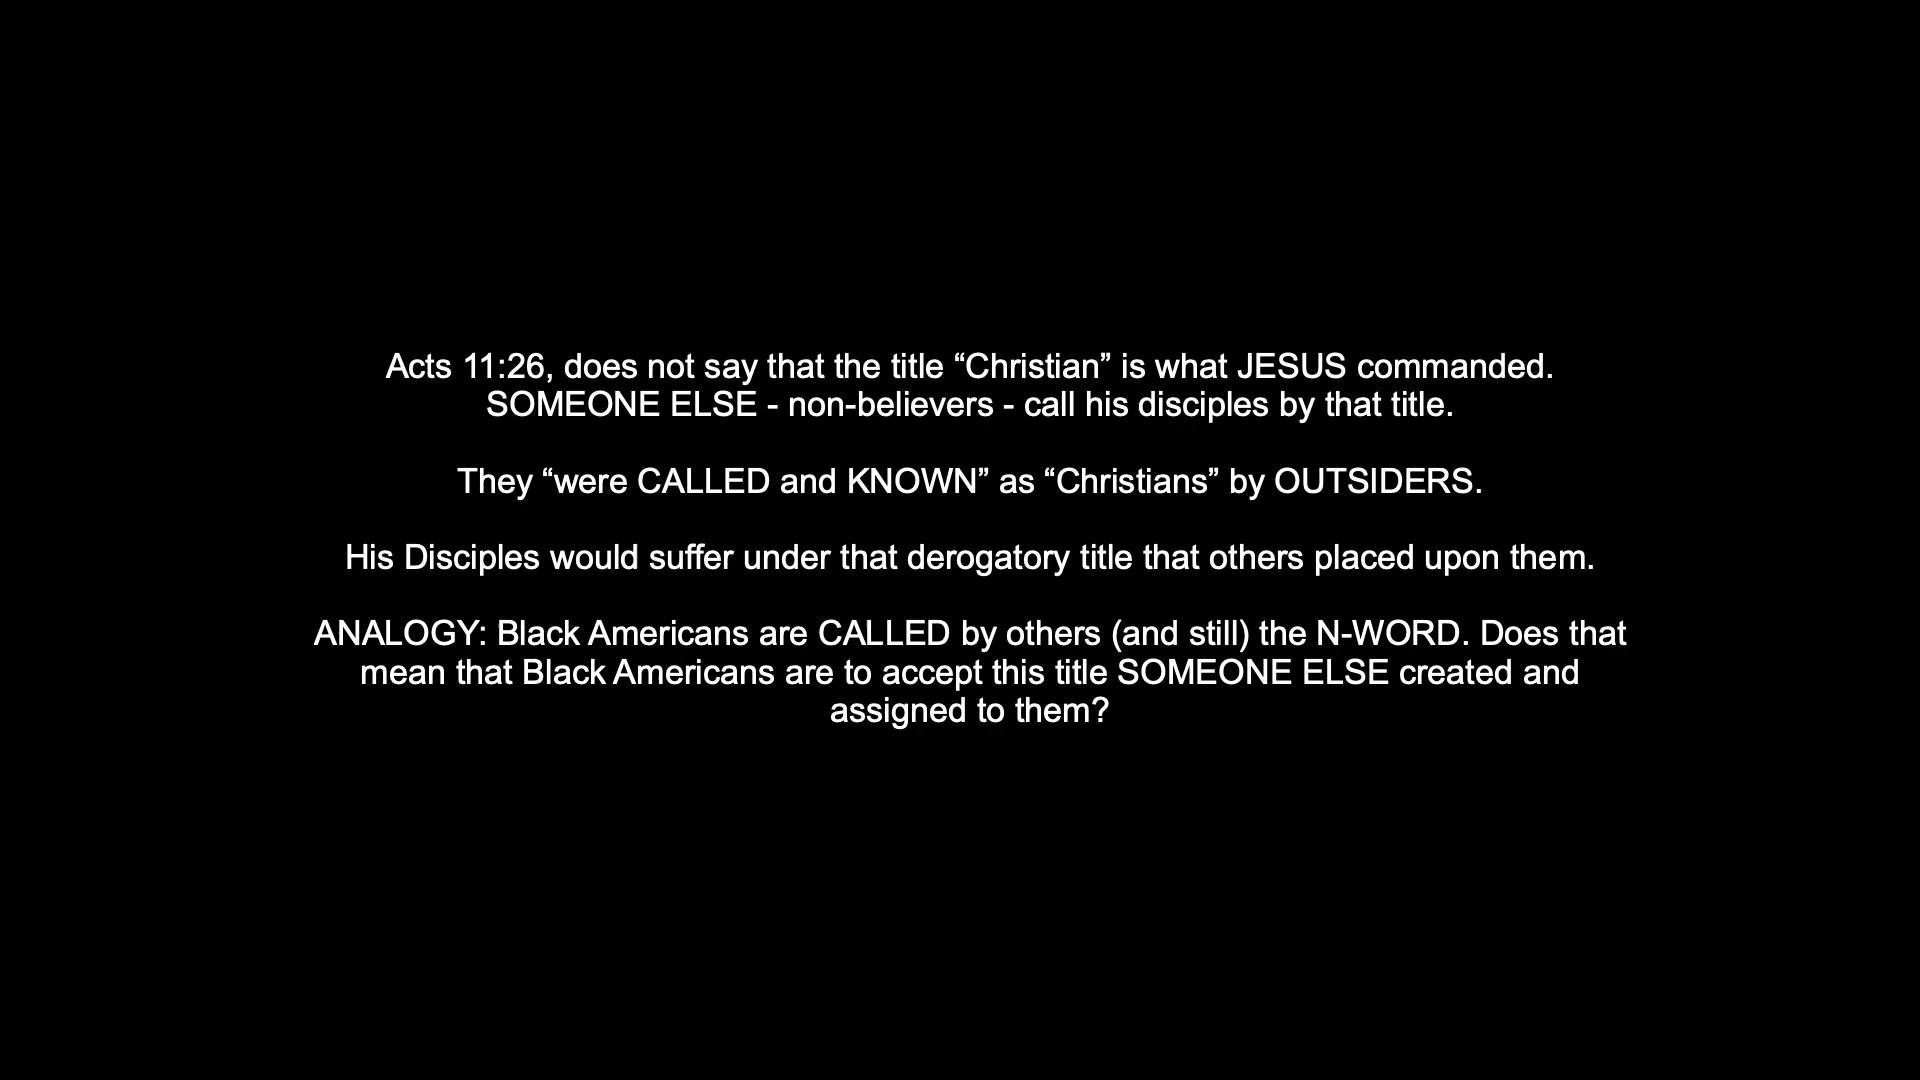 Acts 11:26, does not say that the title “Christian” is what JESUS commanded.
SOMEONE ELSE - non-believers - call his disciples by that title.
They “were CALLED and KNOWN” as “Christians” by OUTSIDERS.
His Disciples would suffer under that derogatory title that others placed upon them.
ANALOGY: Black Americans are CALLED by others (and still) the N-WORD. Does that
mean that Black Americans are to accept this title SOMEONE ELSE created and
assigned to them?